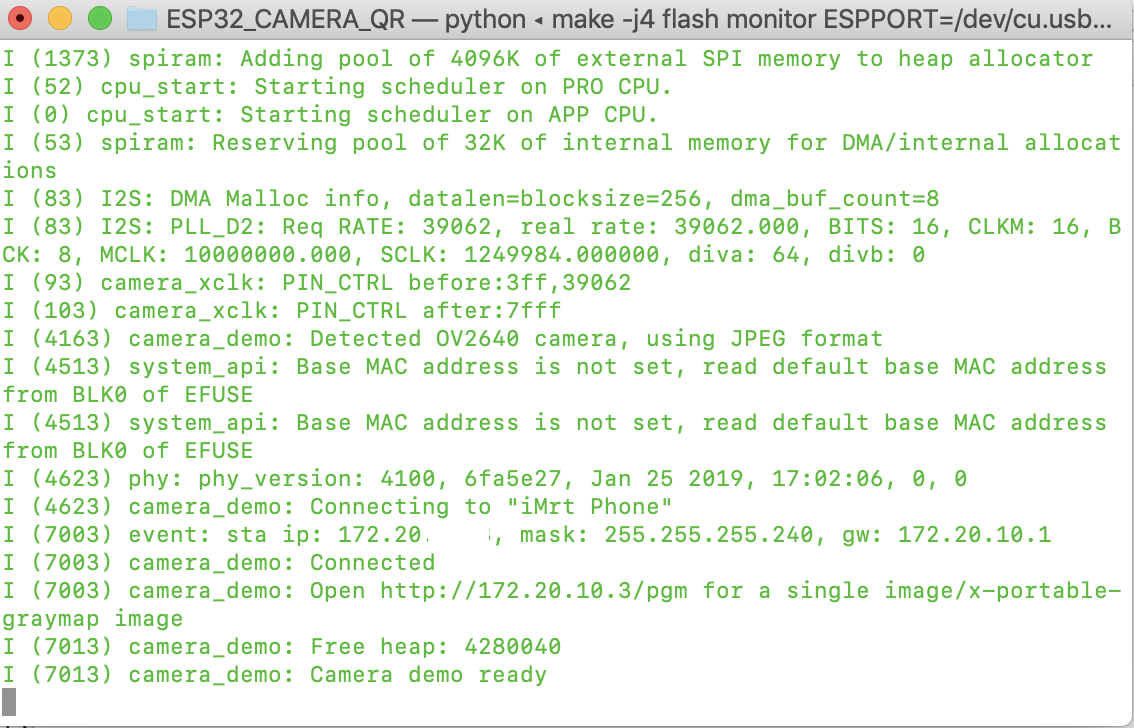 ESP32_CAMERA_QR — python ◂ make -j4 flash monitor ESPPORT=/dev/cu.usb...
I (1373) spiram: Adding pool of 4096K of external SPI memory to heap allocator
I (52) cpu_start: Starting scheduler on PRO CPU.
I (0) cpu_start: Starting scheduler on APP CPU.
I (53) spiram: Reserving pool of 32K of internal memory for DMA/internal allocat
ions
I (83) I2S: DMA Malloc info, datalen=blocksize=256, dma_buf_count=8
I (83) I2S: PLL_D2: Req RATE: 39062, real rate: 39062.000, BITS: 16, CLKM: 16, B
CK: 8, MCLK: 10000000.000, SCLK: 1249984.000000, diva: 64, divb: 0
I (93) camera_xclk: PIN_CTRL before:3ff,39062
I (103) camera_xclk: PIN_CTRL after:7fff
I (4163) camera_demo: Detected OV2640 camera, using JPEG format
I (4513) system_api: Base MAC address is not set, read default base MAC address
from BLK0 of EFUSE
I (4513) system_api: Base MAC address is not set, read default base MAC address
from BLK0 of EFUSE
I (4623) phy: phy_version: 4100, 6fa5e27, Jan 25 2019, 17:02:06, 0, 0
I (4623) camera_demo: Connecting to "iMrt Phone"
I (7003) event: sta ip: 172.20. , mask: 255.255.255.240, gw: 172.20.10.1
I (7003) camera_demo: Connected
I (7003) camera_demo: Open http://172.20.10.3/pgm for a single image/x-portable-
graymap image
I (7013) camera_demo: Free heap: 4280040
I (7013) camera_demo: Camera demo ready